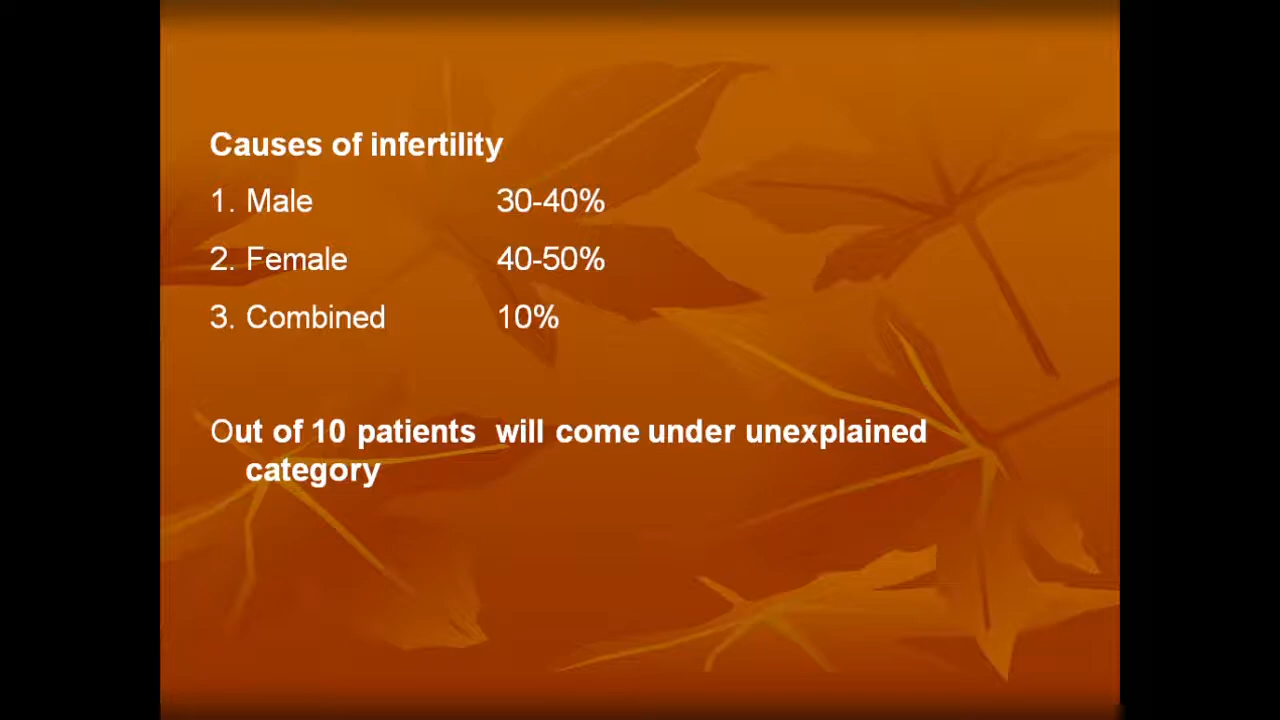 Causes of infertility
1. Male 30-40%
2. Female 40-50%
3. Combined 10%
Out of 10 patients will come under unexplained
category